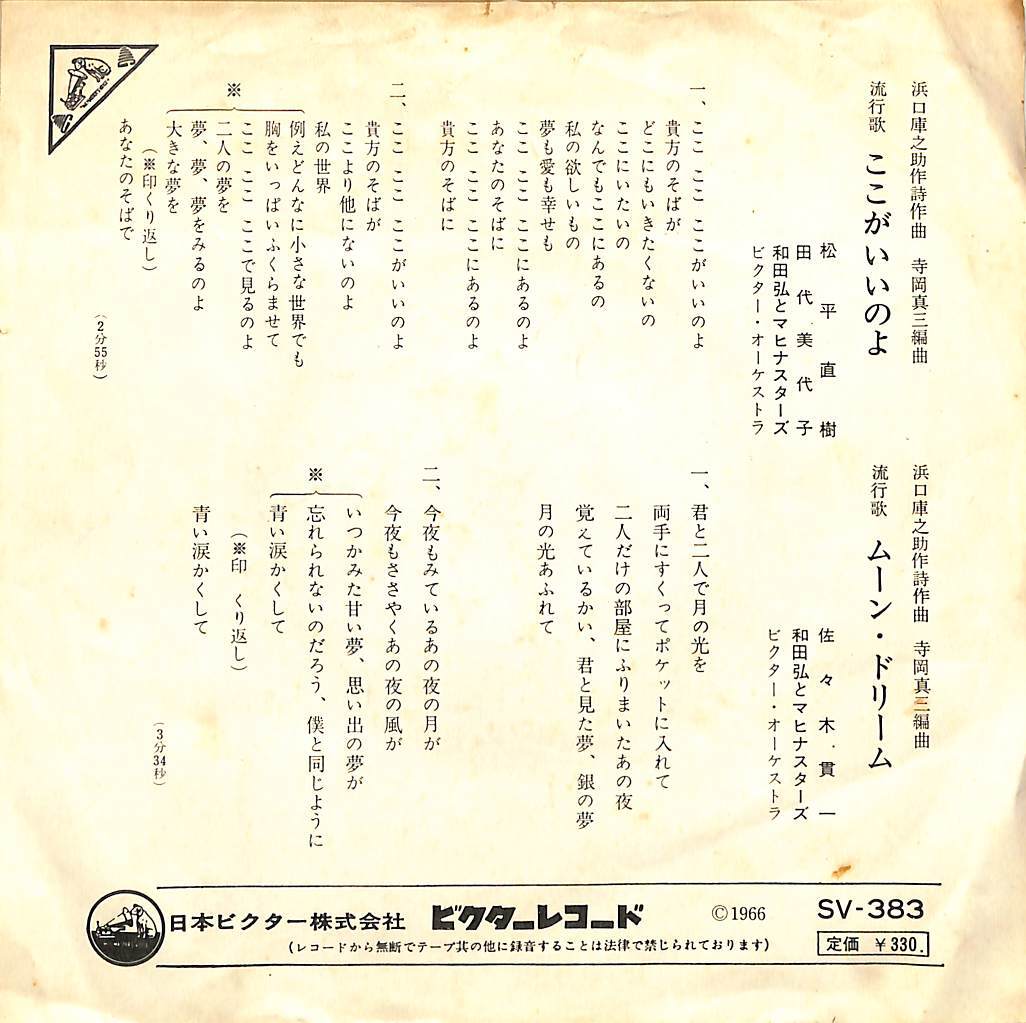 浜口庫之助作詩作曲 寺岡真三編曲
流行歌 ここがいいのよ
松平直樹
田代美代子
和田弘とマヒナスターズ
ビクター・オーケストラ
一、ここ ここ ここがいいのよ
貴方のそばが
どこにもいきたくないの
ここにいたいの
なんでもここにあるの
私の欲しいもの
夢も愛も幸せも
ここ ここ ここにあるのよ
あなたのそばに
ここ ここ ここにあるのよ
貴方のそばに
二、ここ ここ ここがいいのよ
貴方のそばが
ここより他にないのよ
私の世界
※
例えどんなに小さな世界でも
胸をいっぱいふくらませて
ここ ここ ここで見るのよ
二人の夢を
夢、夢、夢をみるのよ
大きな夢を
(※印くり返し)
あなたのそばで
(2分55秒)
浜口庫之助作詩作曲 寺岡真三編曲
流行歌 ムーン・ドリーム
佐々木貫一
和田弘とマヒナスターズ
ビクター・オーケストラ
一、君と二人で月の光を
両手にすくってポケットに入れて
二人だけの部屋にふりまいたあの夜
覚えているかい、君と見た夢、銀の夢
月の光あふれて
二、今夜もみているあの夜の月が
今夜もささやくあの夜の風が
※
いつかみた甘い夢、思い出の夢が
忘れられないのだろう、僕と同じように
青い涙かくして
(※印 くり返し)
青い涙かくして
(3分34秒)
日本ビクター株式会社 ビクターレコード ©1966 SV-383
(レコードから無断でテープ其の他に録音することは法律で禁じられております)
定価 ¥330.